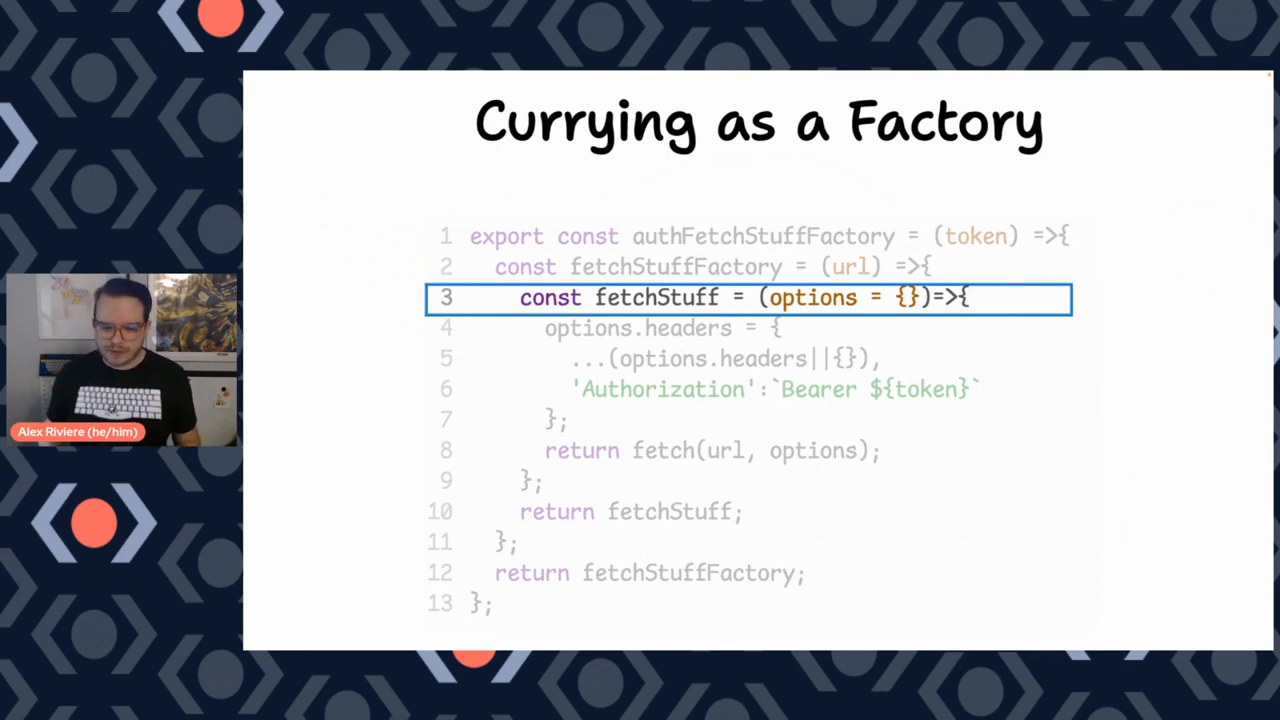 Currying as a Factory
1 export const authFetchStuffFactory = (token) =>{
2 const fetchStuffFactory = (url) =>{
3 const fetchStuff = (options = {})=>{
4 options.headers = {
5 ...(options.headers||{}),
6 'Authorization':`Bearer ${token}`
7 };
8 return fetch(url, options);
9 };
10 return fetchStuff;
11 };
12 return fetchStuffFactory;
13 };
Alex Riviere (he/him)